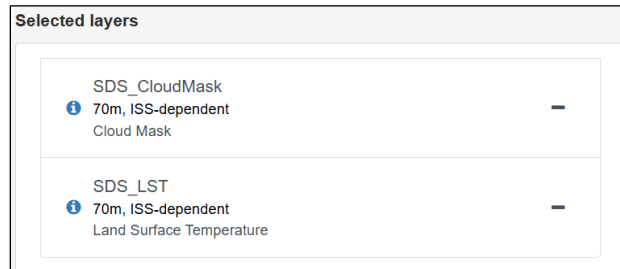 Selected layers
SDS_CloudMask
70m, ISS-dependent
Cloud Mask
SDS_LST
70m, ISS-dependent
Land Surface Temperature